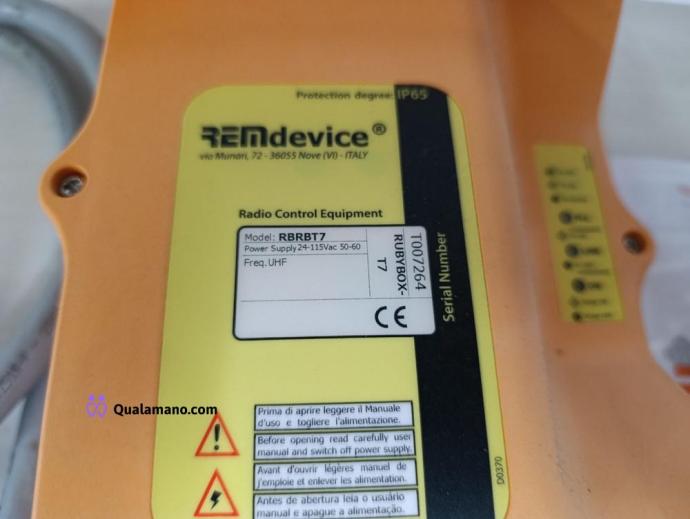 Protection degree: IP65
REMdevice®
via Munari, 72 - 36055 Nove (VI) - ITALY
Radio Control Equipment
Model: RBRBT7
Power Supply 24-115Vac 50-60
Freq. UHF
RUBYBOX-
T7
T007264
Serial Number
CE
Prima di aprire leggere il Manuale
d'uso e togliere l'alimentazione.
Before opening read carefully user
manual and switch off power supply.
Avant d'ouvrir légères manuel de
j'emploie et enlever les alimentation.
Antes de abertura leia o usuário
manual e apague a alimentação.
D0370
Qualamano.com